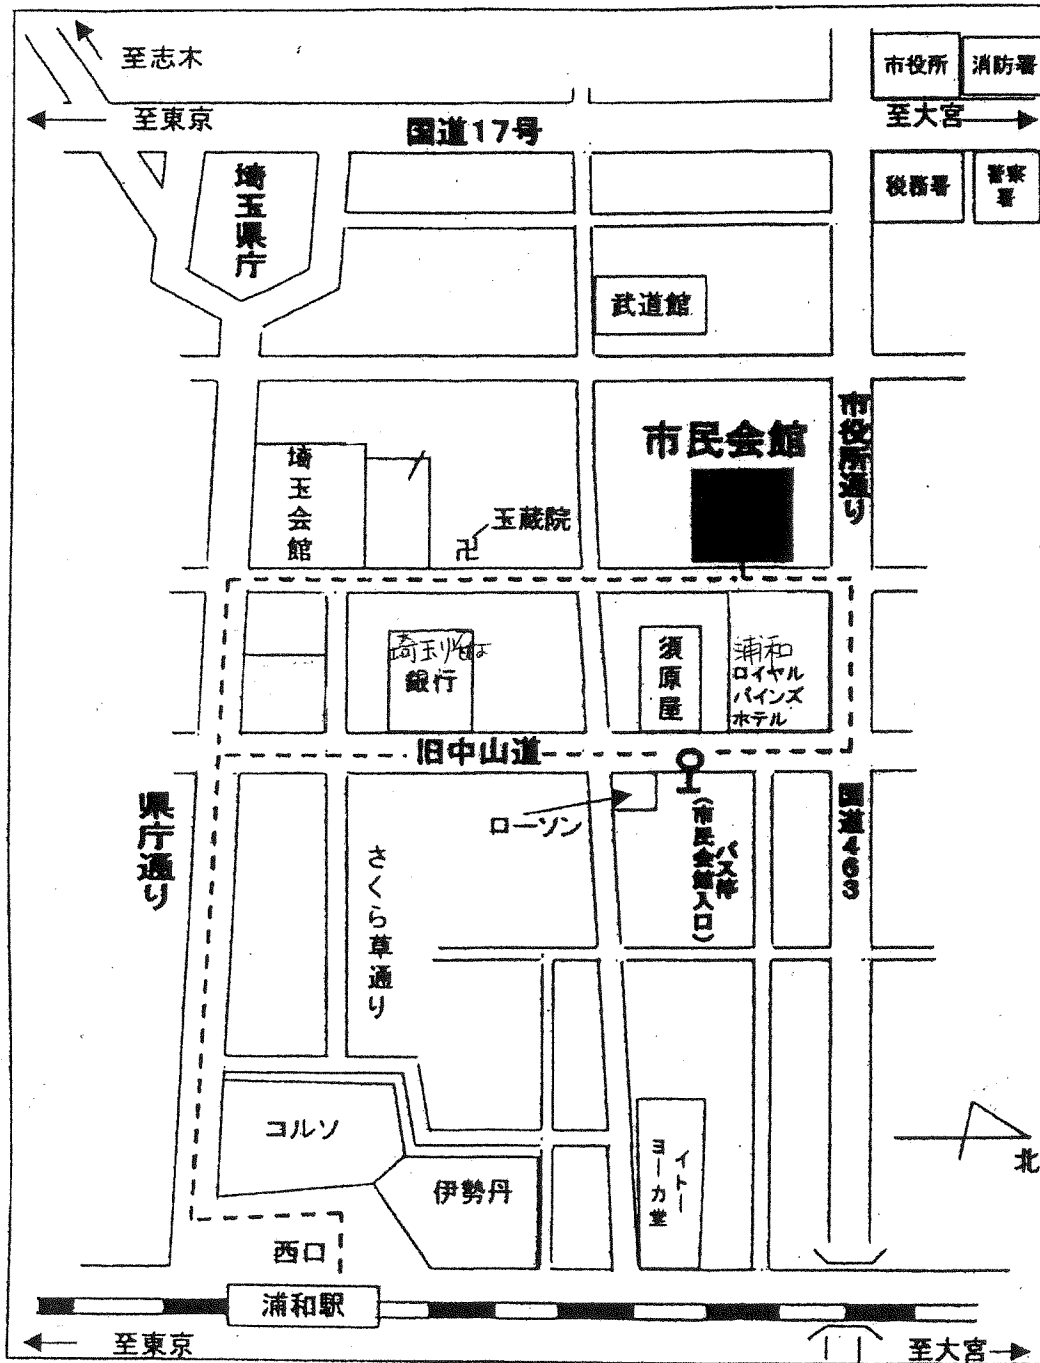 至志木
市役所
消防署
至東京
国道17号
至大宮
埼玉県庁
税務署
警察署
武道館
市民会館
市役所通り
埼玉会館
玉蔵院
卍
埼玉りそな
銀行
須原屋
浦和
ロイヤル
パインズ
ホテル
旧中山道
県庁通り
ローソン
さくら草通り
バス停
(市民会館入口)
国道463
コルソ
伊勢丹
イトー
ヨーカ堂
北
西口
浦和駅
至東京
至大宮